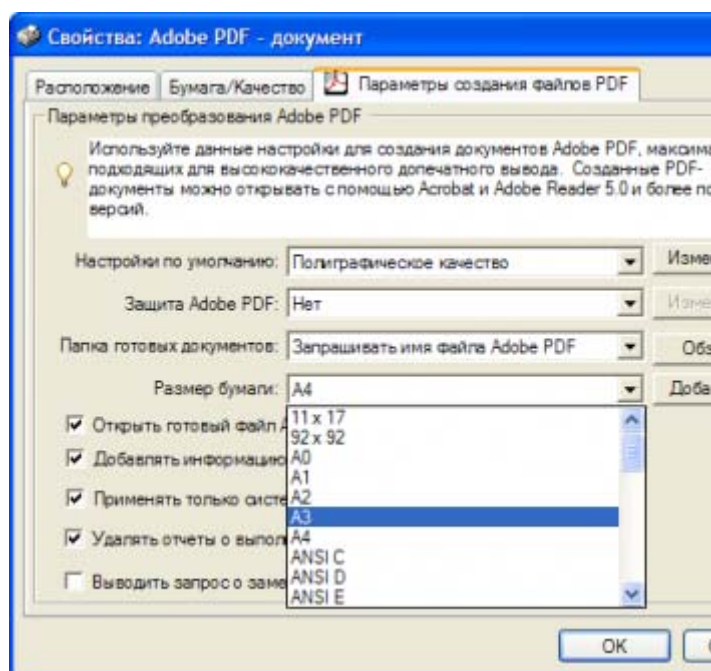 Свойства: Adobe PDF - документ
Расположение Бумага/Качество Параметры создания файлов PDF
Параметры преобразования Adobe PDF
Используйте данные настройки для создания документов Adobe PDF, максима
подходящих для высококачественного допечатного вывода. Созданные PDF-
документы можно открывать с помощью Acrobat и Adobe Reader 5.0 и более по
версий.
Настройки по умолчанию: Полиграфическое качество Изме
Защита Adobe PDF: Нет Изме
Папка готовых документов: Запрашивать имя файла Adobe PDF Обз
Размер бумаги: A4 Доба
11 x 17
Открыть готовый файл A
92 x 92
Добавлять информацию A0
A1
Применять только систе A2
A3
Удалять отчеты о выпол A4
ANSI C
ANSI D
Выводить запрос о заме ANSI E
OK